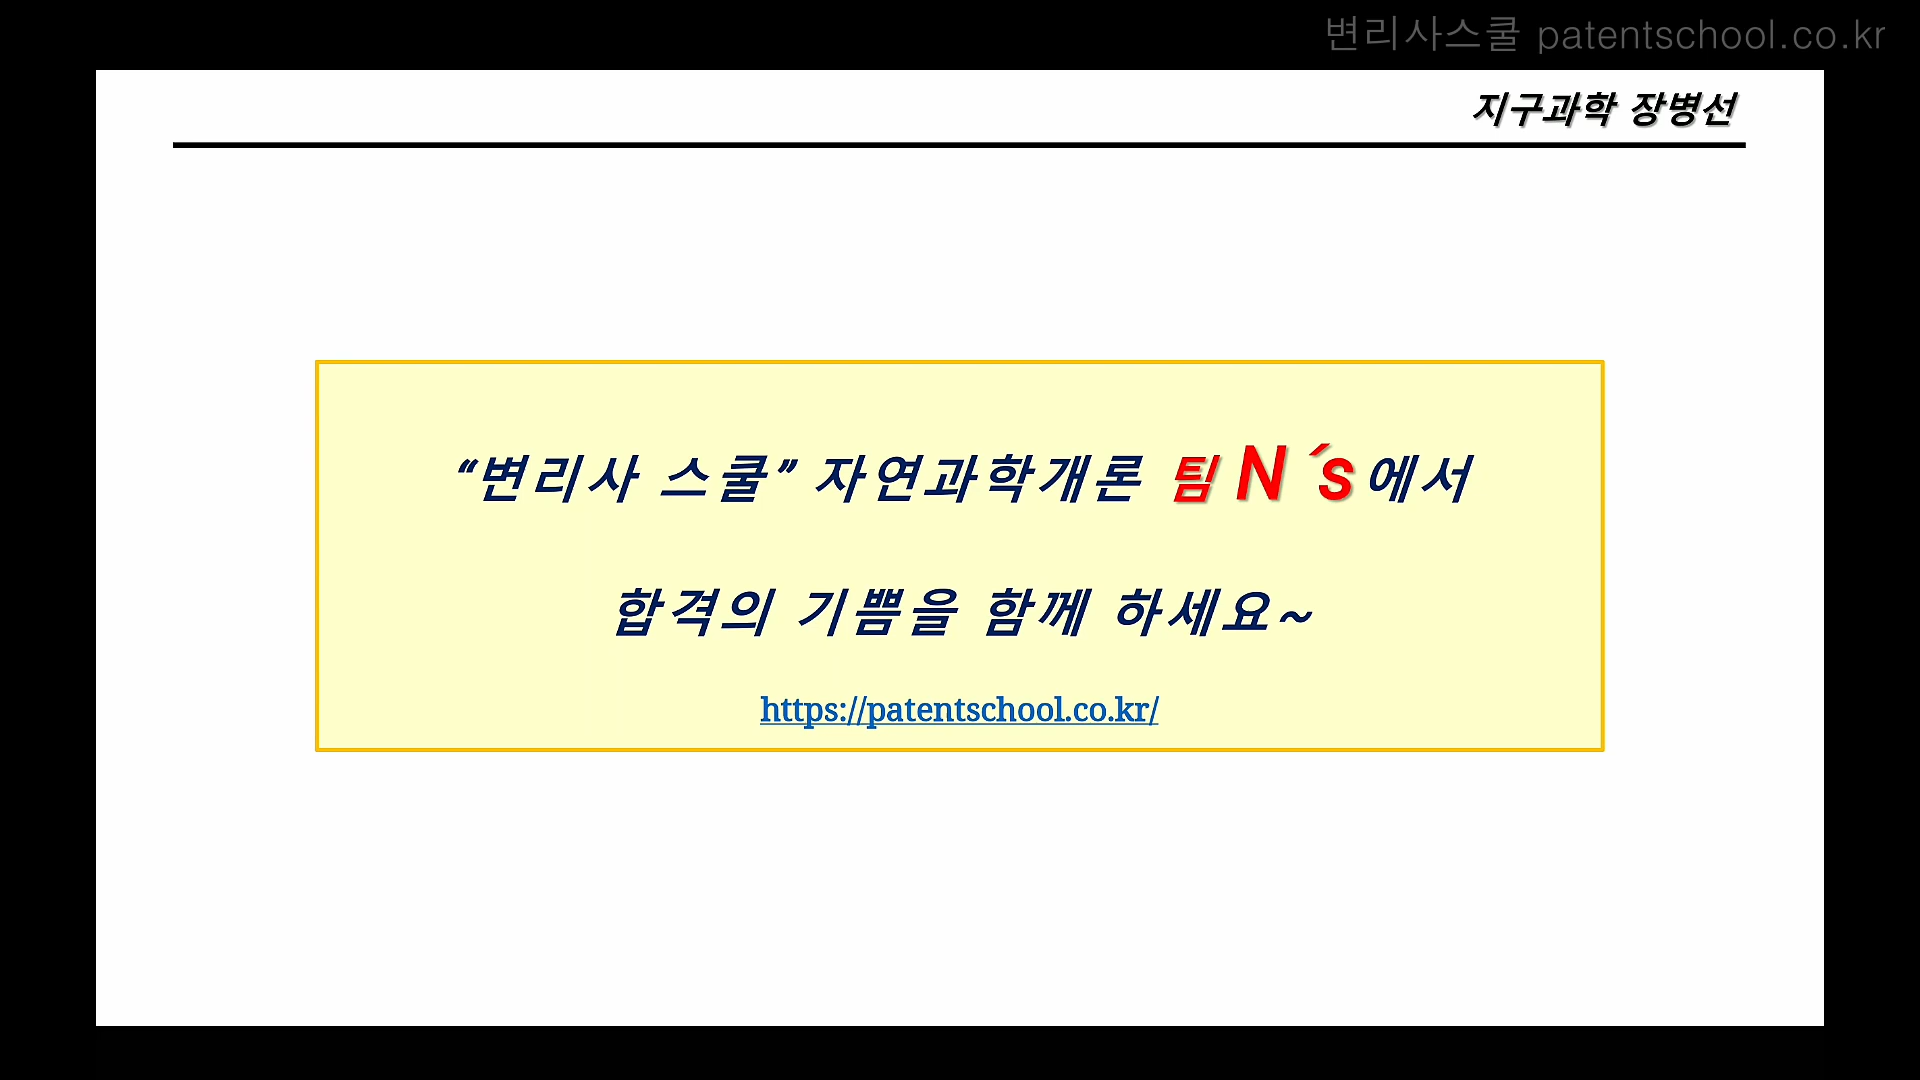 변리사스쿨 patentschool.co.kr
지구과학 장병선
“변리사 스쿨” 자연과학개론 팀 N´s에서
합격의 기쁨을 함께 하세요~
https://patentschool.co.kr/